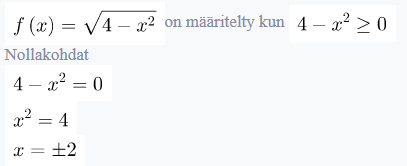 f (x) = √(4 − x²) on määritelty kun 4 − x² ≥ 0
Nollakohdat
4 − x² = 0
x² = 4
x = ±2